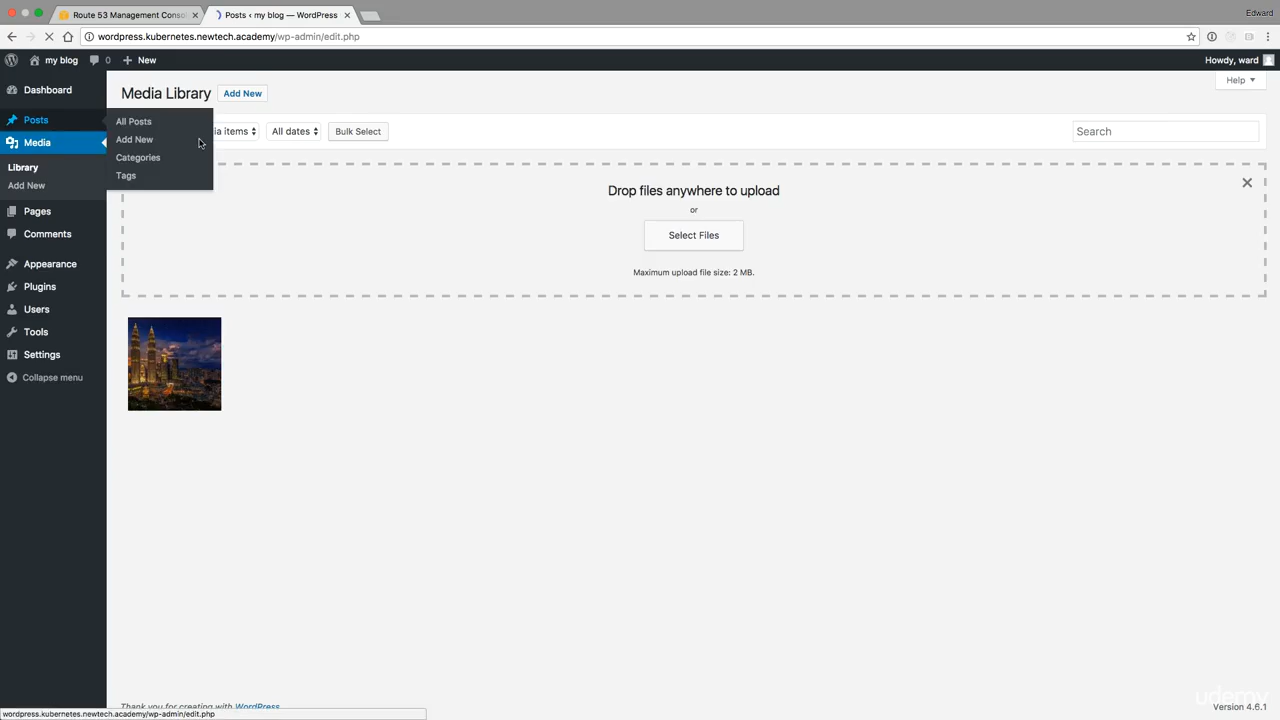 Route 53 Management Conso
Posts ‹ my blog — WordPress
Edward
wordpress.kubernetes.newtech.academy/wp-admin/edit.php
my blog
0
New
Howdy, ward
Dashboard
Posts
Media
Library
Add New
Pages
Comments
Appearance
Plugins
Users
Tools
Settings
Collapse menu
All Posts
Add New
Categories
Tags
Media Library
Add New
Help
ia items
All dates
Bulk Select
Search
Drop files anywhere to upload
or
Select Files
Maximum upload file size: 2 MB.
Thank you for creating with WordPress
Version 4.6.1
wordpress.kubernetes.newtech.academy/wp-admin/edit.php
udemy